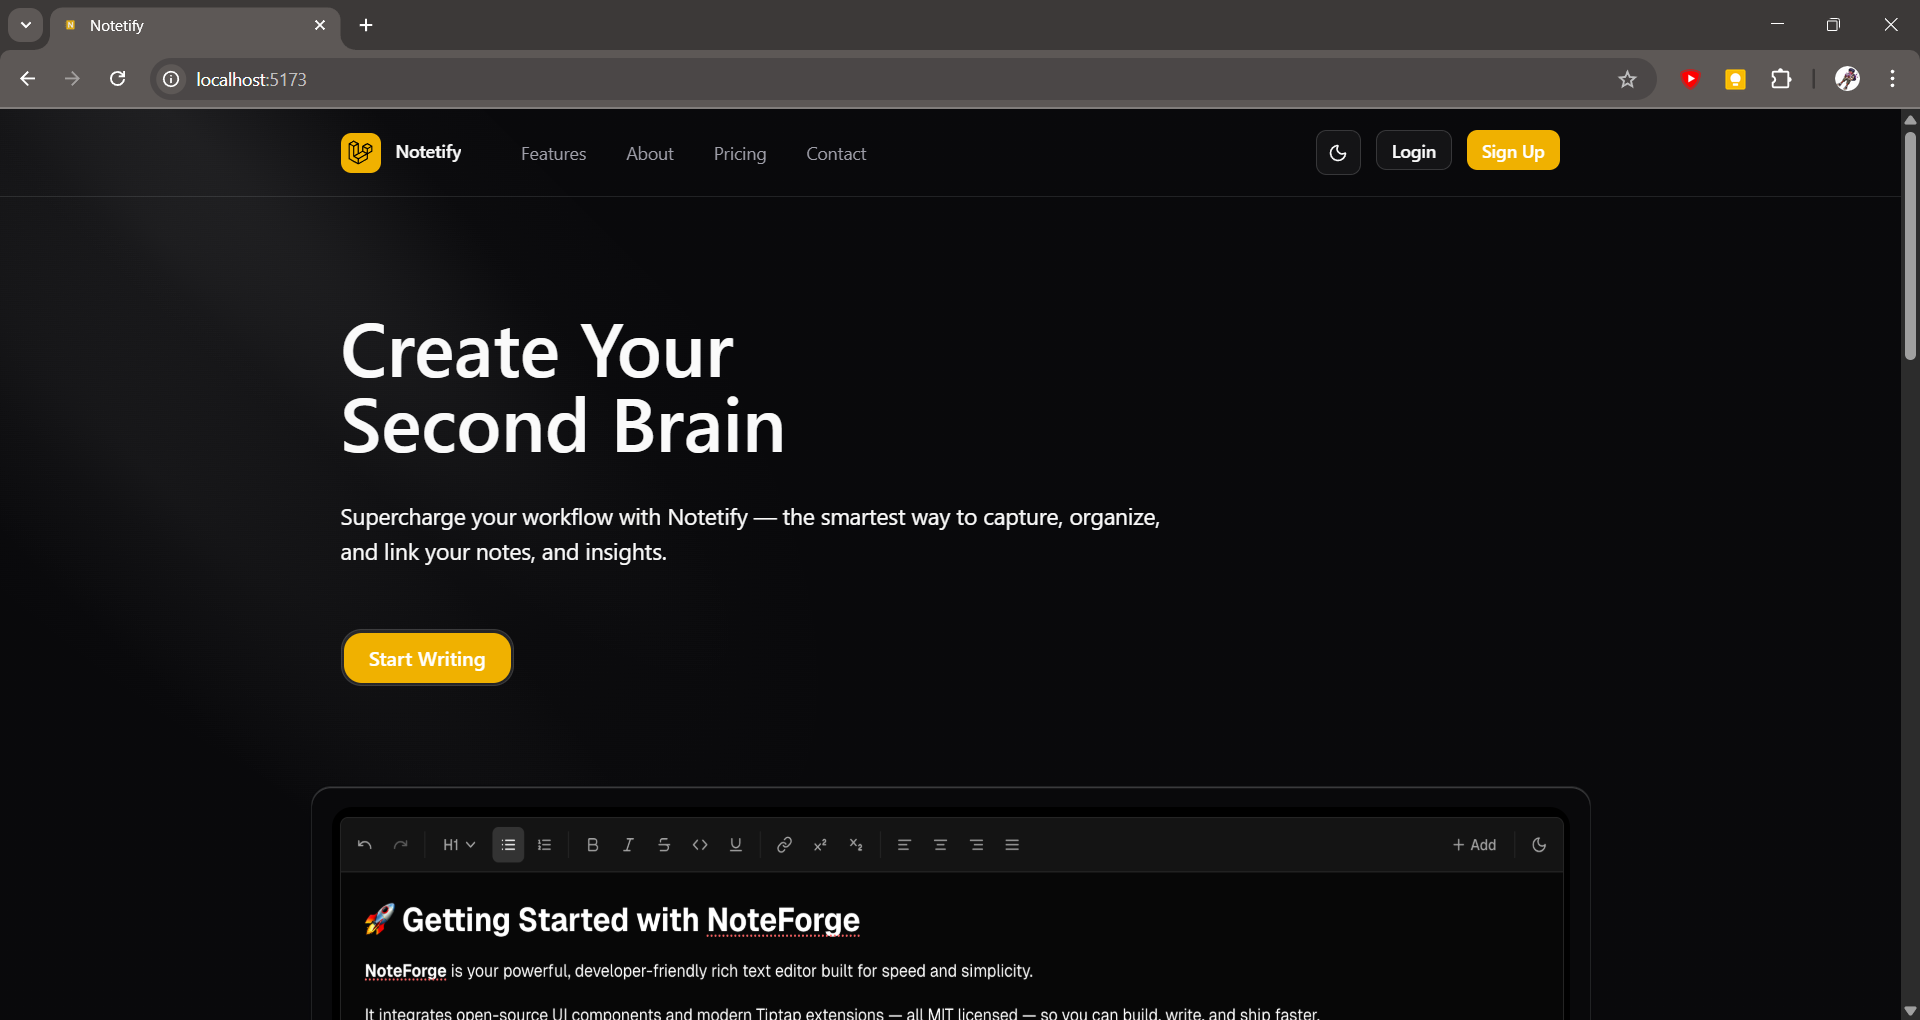 Notetify
localhost:5173
Notetify
Features
About
Pricing
Contact
Login
Sign Up
Create Your
Second Brain
Supercharge your workflow with Notetify — the smartest way to capture, organize,
and link your notes, and insights.
Start Writing
H1
B
I
S
U
x²
x₂
+ Add
🚀 Getting Started with NoteForge
NoteForge is your powerful, developer-friendly rich text editor built for speed and simplicity.
It integrates open-source UI components and modern Tiptap extensions — all MIT licensed — so you can build, write, and ship faster.